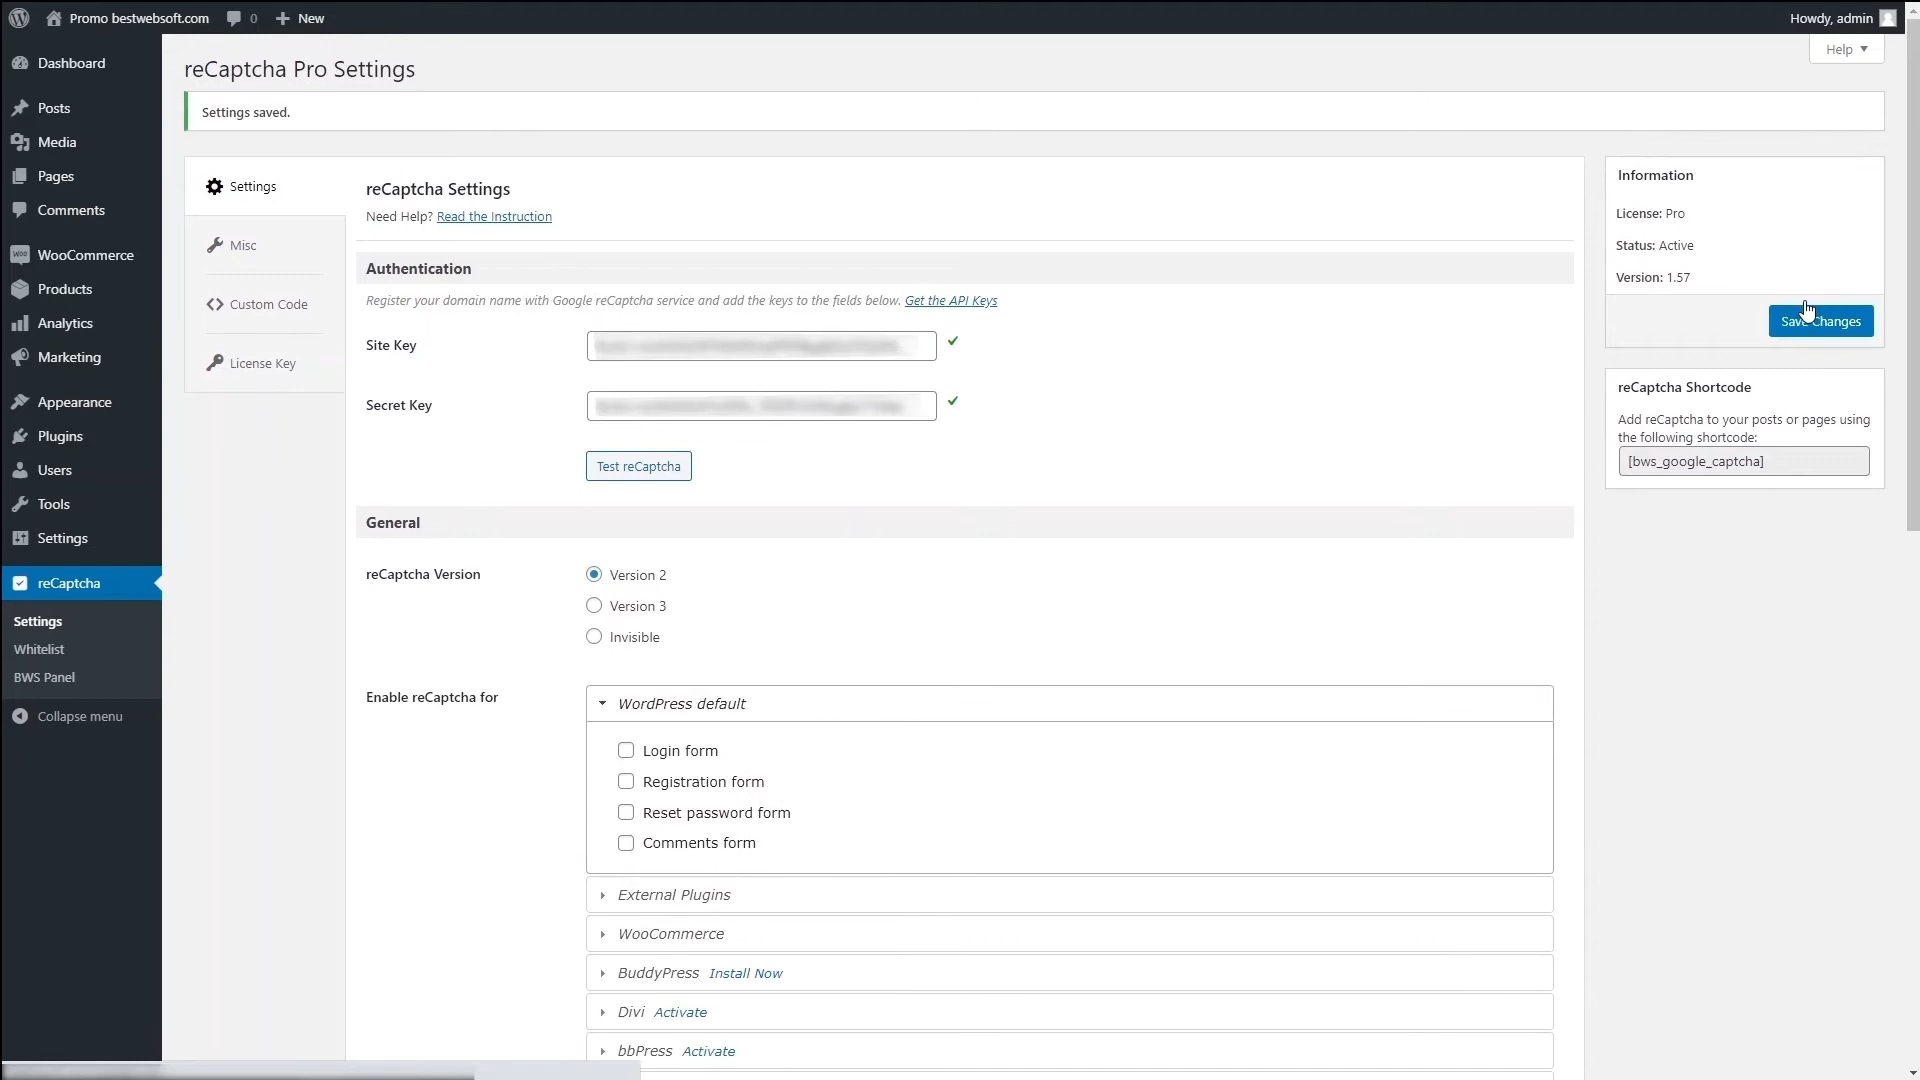 Promo bestwebsoft.com
0
New
Howdy, admin
Help
Dashboard
Posts
Media
Pages
Comments
WooCommerce
Products
Analytics
Marketing
Appearance
Plugins
Users
Tools
Settings
reCaptcha
Settings
Whitelist
BWS Panel
Collapse menu
reCaptcha Pro Settings
Settings saved.
Settings
Misc
Custom Code
License Key
reCaptcha Settings
Need Help? Read the Instruction
Authentication
Register your domain name with Google reCaptcha service and add the keys to the fields below. Get the API Keys
Site Key
Secret Key
Test reCaptcha
General
reCaptcha Version
Version 2
Version 3
Invisible
Enable reCaptcha for
WordPress default
Login form
Registration form
Reset password form
Comments form
External Plugins
WooCommerce
BuddyPress Install Now
Divi Activate
bbPress Activate
Information
License: Pro
Status: Active
Version: 1.57
Save Changes
reCaptcha Shortcode
Add reCaptcha to your posts or pages using
the following shortcode:
[bws_google_captcha]